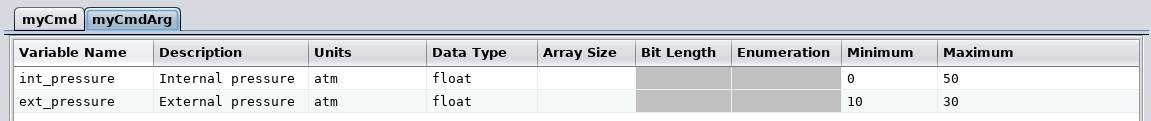 myCmd myCmdArg
Variable Name Description Units Data Type Array Size Bit Length Enumeration Minimum Maximum
int_pressure Internal pressure atm float 0 50
ext_pressure External pressure atm float 10 30